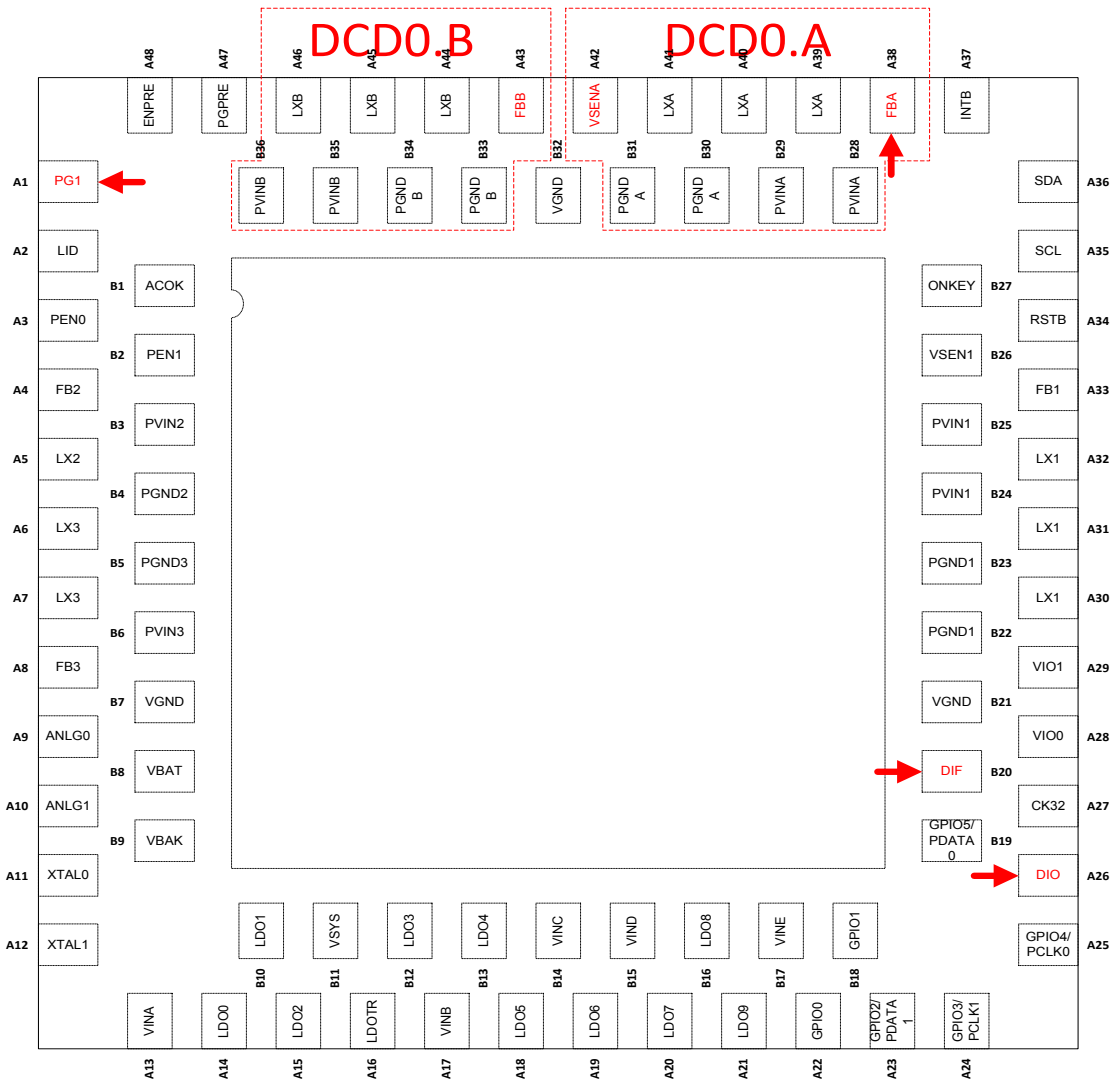 DCD0.B
DCD0.A
A48
A47
A46
A45
A44
A43
A42
A41
A40
A39
A38
A37
ENPRE
PGPRE
LXB
LXB
LXB
FBB
VSENA
LXA
LXA
LXA
FBA
INTB
B36
B35
B34
B33
B32
B31
B30
B29
B28
PVINB
PVINB
PGND
B
PGND
B
VGND
PGND
A
PGND
A
PVINA
PVINA
A1
PG1
A2
LID
A3
PEN0
A4
FB2
A5
LX2
A6
LX3
A7
LX3
A8
FB3
A9
ANLG0
A10
ANLG1
A11
XTAL0
A12
XTAL1
B1
ACOK
B2
PEN1
B3
PVIN2
B4
PGND2
B5
PGND3
B6
PVIN3
B7
VGND
B8
VBAT
B9
VBAK
ONKEY
B27
VSEN1
B26
PVIN1
B25
PVIN1
B24
PGND1
B23
PGND1
B22
VGND
B21
DIF
B20
GPIO5/
PDATA
0
B19
SDA
A36
SCL
A35
RSTB
A34
FB1
A33
LX1
A32
LX1
A31
LX1
A30
VIO1
A29
VIO0
A28
CK32
A27
DIO
A26
GPIO4/
PCLK0
A25
LDO1
VSYS
LDO3
LDO4
VINC
VIND
LDO8
VINE
GPIO1
B10
B11
B12
B13
B14
B15
B16
B17
B18
VINA
LDO0
LDO2
LDOTR
VINB
LDO5
LDO6
LDO7
LDO9
GPIO0
GPIO2/
PDATA
1
GPIO3/
PCLK1
A13
A14
A15
A16
A17
A18
A19
A20
A21
A22
A23
A24